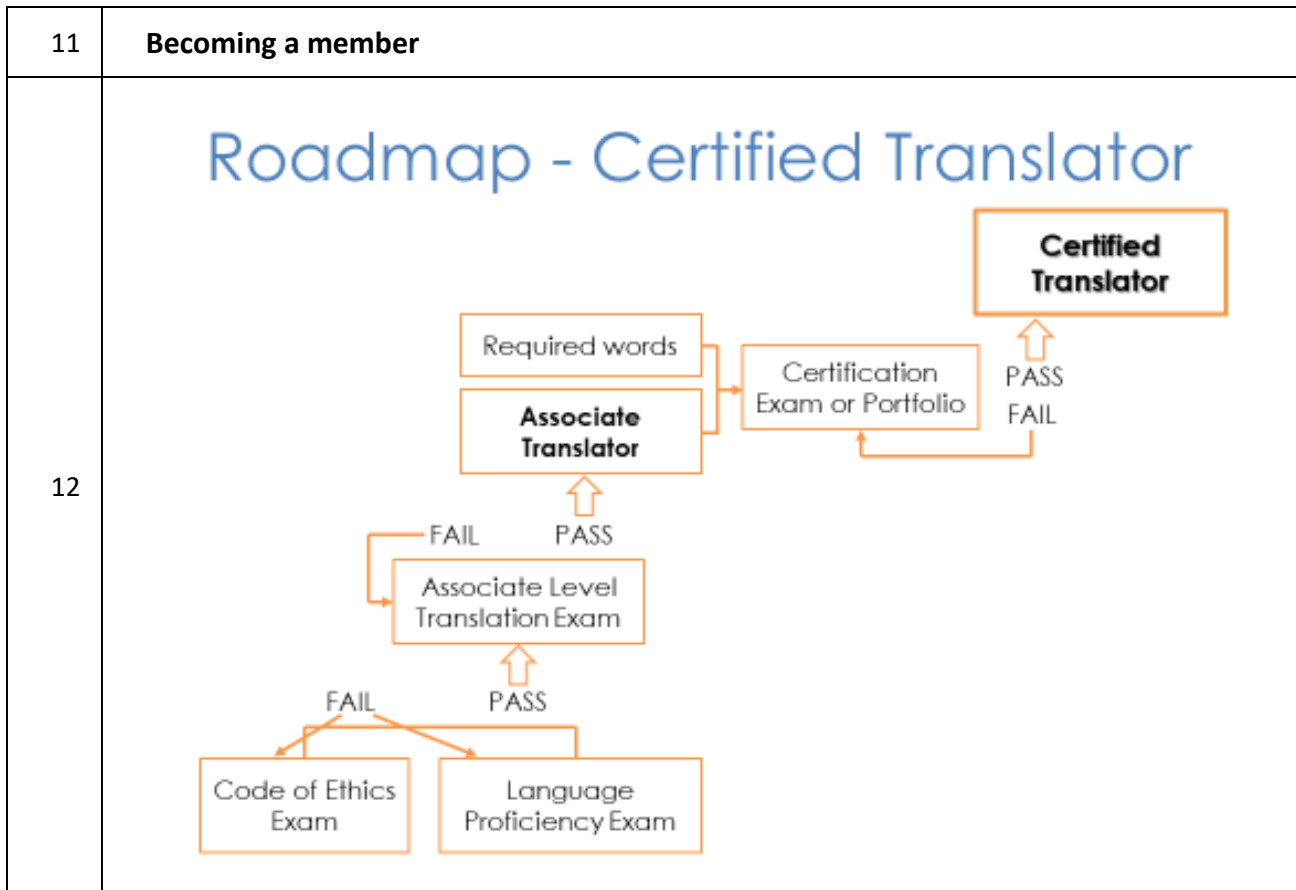 11
Becoming a member
12
Roadmap - Certified Translator
Certified
Translator
Required words
Certification
Exam or Portfolio
PASS
FAIL
Associate
Translator
FAIL
PASS
Associate Level
Translation Exam
FAIL
PASS
Code of Ethics
Exam
Language
Proficiency Exam